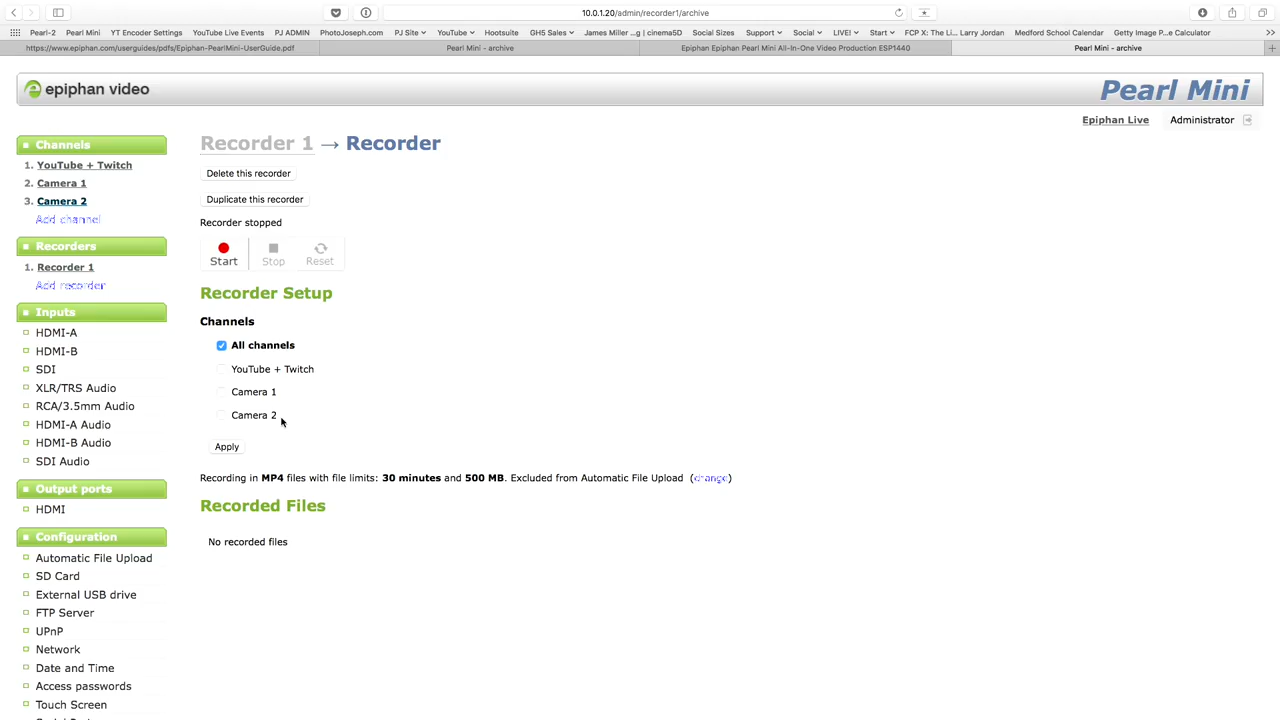 10.0.1.20/admin/recorder1/archive
Pearl-2 Pearl Mini YT Encoder Settings YouTube Live Events PJ ADMIN PhotoJoseph.com PJ Site YouTube Hootsuite GH5 Sales James Miller ...g | cinema5D Social Sizes Support Social LIVE! Start FCP X: The Li... Larry Jordan Medford School Calendar Getty Image P...e Calculator
https://www.epiphan.com/userguides/pdfs/Epiphan-PearlMini-UserGuide.pdf Pearl Mini - archive Epiphan Epiphan Pearl Mini All-In-One Video Production ESP1440 Pearl Mini - archive
epiphan video Pearl Mini
Epiphan Live Administrator
Channels
1. YouTube + Twitch
2. Camera 1
3. Camera 2
Add channel
Recorders
1. Recorder 1
Add recorder
Inputs
HDMI-A
HDMI-B
SDI
XLR/TRS Audio
RCA/3.5mm Audio
HDMI-A Audio
HDMI-B Audio
SDI Audio
Output ports
HDMI
Configuration
Automatic File Upload
SD Card
External USB drive
FTP Server
UPnP
Network
Date and Time
Access passwords
Touch Screen
Recorder 1 → Recorder
Delete this recorder
Duplicate this recorder
Recorder stopped
Start Stop Reset
Recorder Setup
Channels
All channels
YouTube + Twitch
Camera 1
Camera 2
Apply
Recording in MP4 files with file limits: 30 minutes and 500 MB. Excluded from Automatic File Upload (change)
Recorded Files
No recorded files